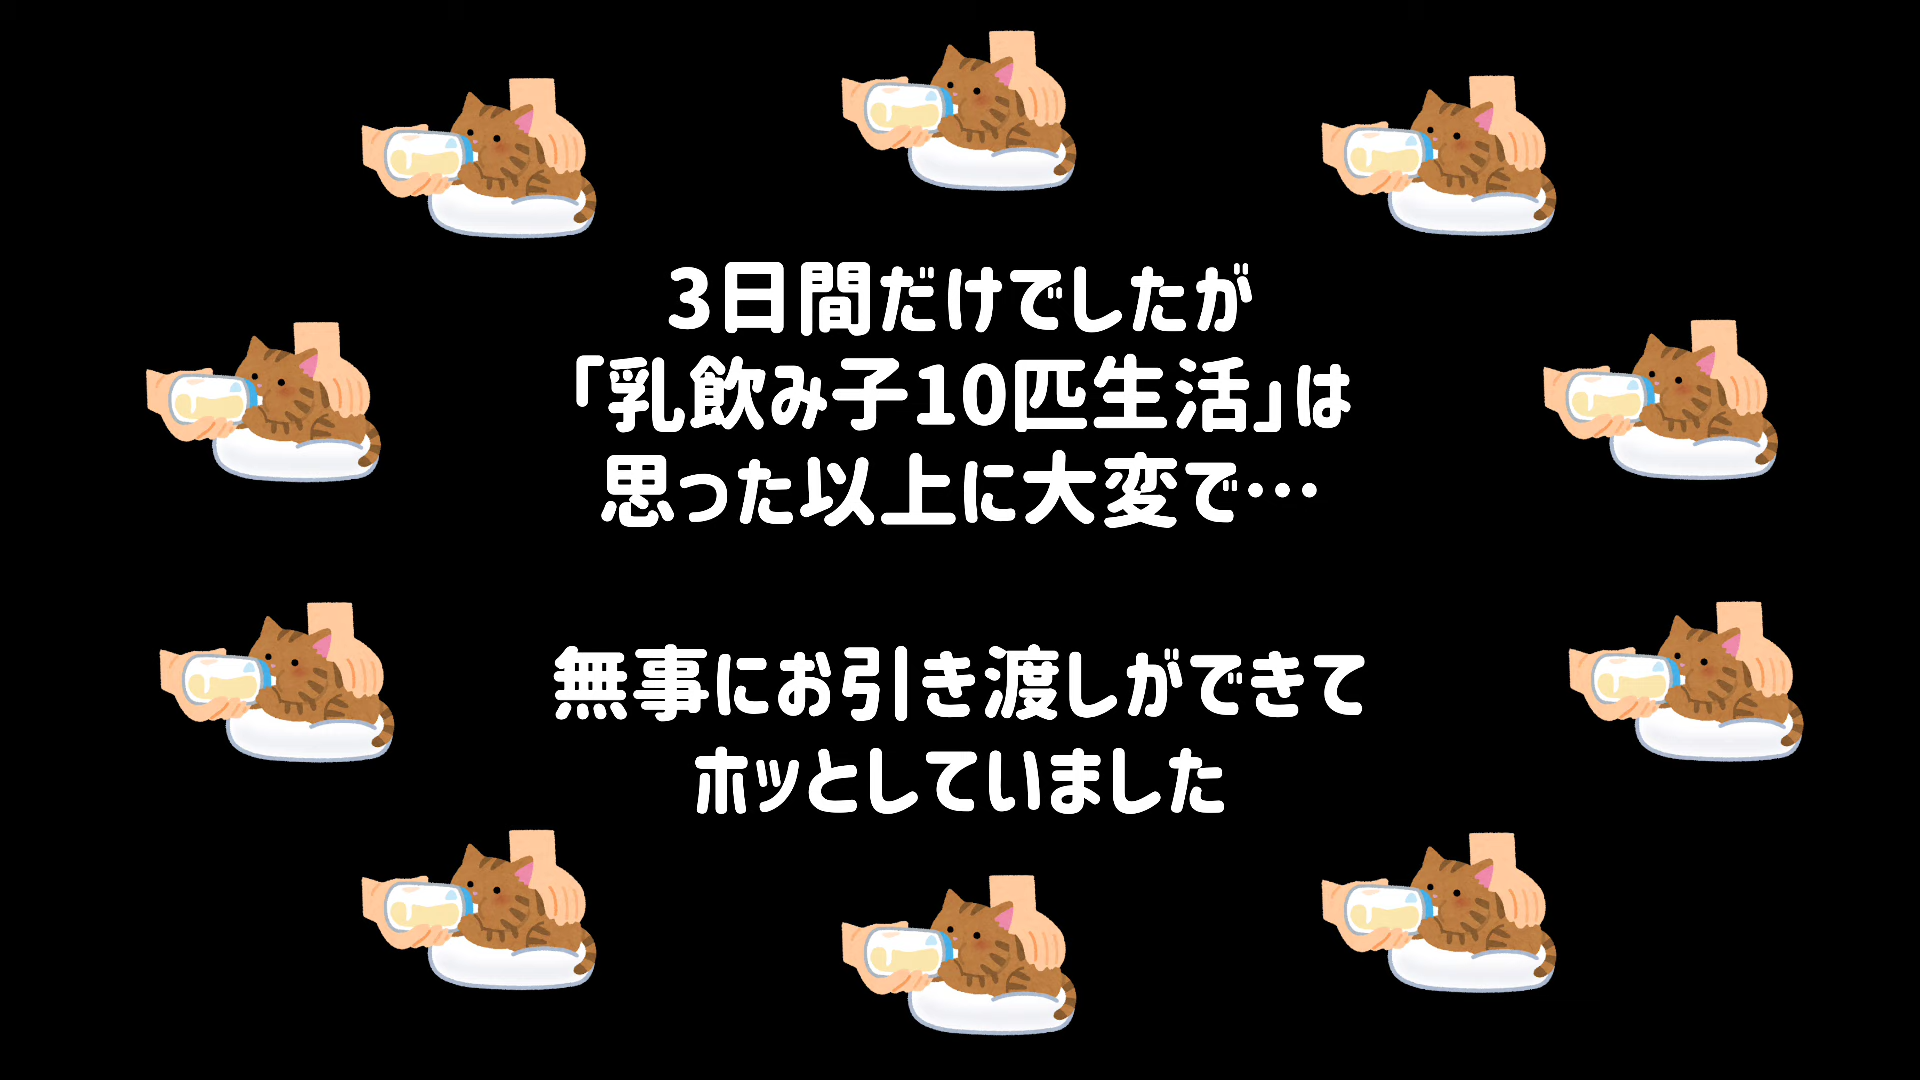 3日間だけでしたが
「乳飲み子10匹生活」は
思った以上に大変で…
無事にお引き渡しができて
ホッとしていました